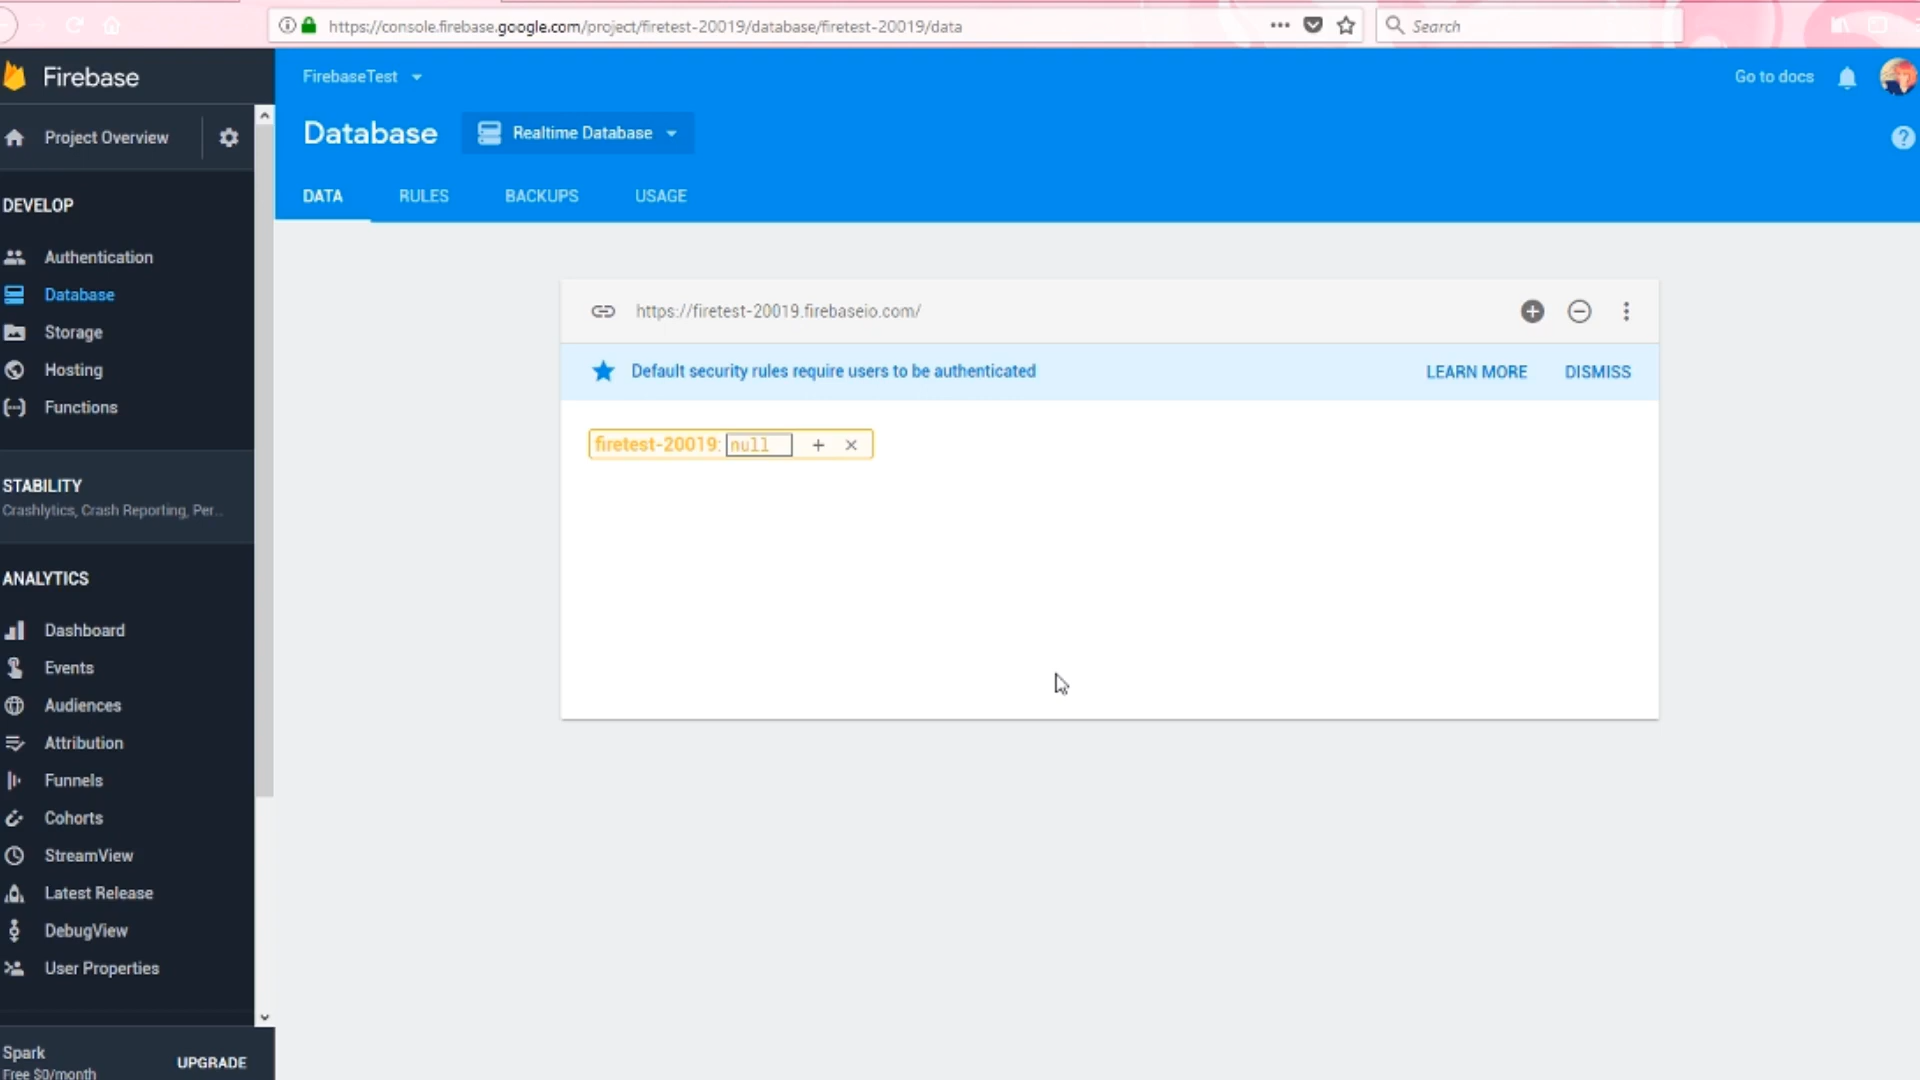 https://console.firebase.google.com/project/firetest-20019/database/firetest-20019/data
Search
Firebase
FirebaseTest
Go to docs
Project Overview
Database
Realtime Database
DATA
RULES
BACKUPS
USAGE
DEVELOP
Authentication
Database
Storage
Hosting
Functions
https://firetest-20019.firebaseio.com/
Default security rules require users to be authenticated
LEARN MORE
DISMISS
firetest-20019: null
STABILITY
Crashlytics, Crash Reporting, Per...
ANALYTICS
Dashboard
Events
Audiences
Attribution
Funnels
Cohorts
StreamView
Latest Release
DebugView
User Properties
Spark
Free $0/month
UPGRADE